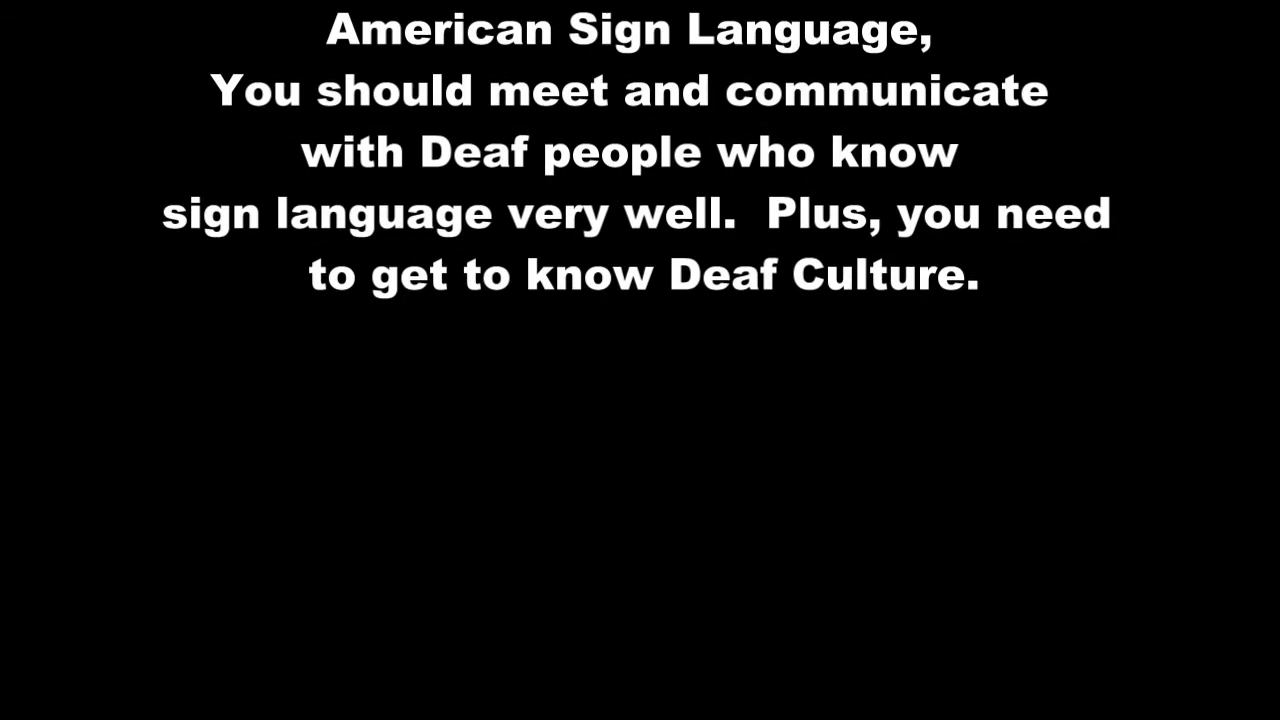 American Sign Language,
You should meet and communicate
with Deaf people who know
sign language very well.  Plus, you need
to get to know Deaf Culture.